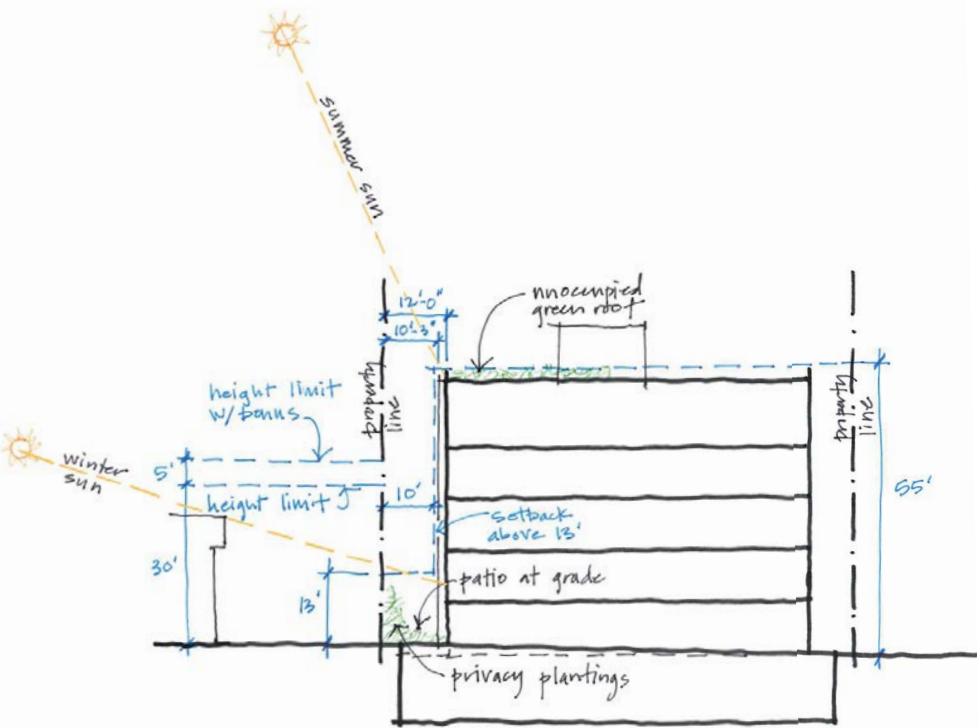 summer sun
12'-0"
10'-3"
unoccupied
green roof
property
line
property
line
height limit
w/bonus
winter
sun
5'
height limit
10'
setback
above 13'
55'
30'
13'
patio at grade
privacy plantings